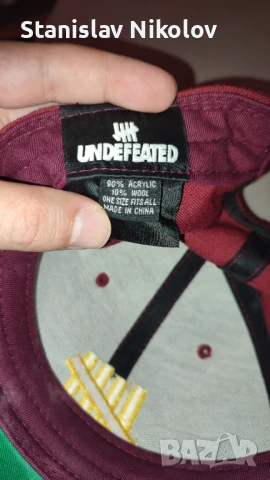 Stanislav Nikolov
UNDEFEATED
90% ACRYLIC
10% WOOL
ONE SIZE FITS ALL
MADE IN CHINA
BAZAR